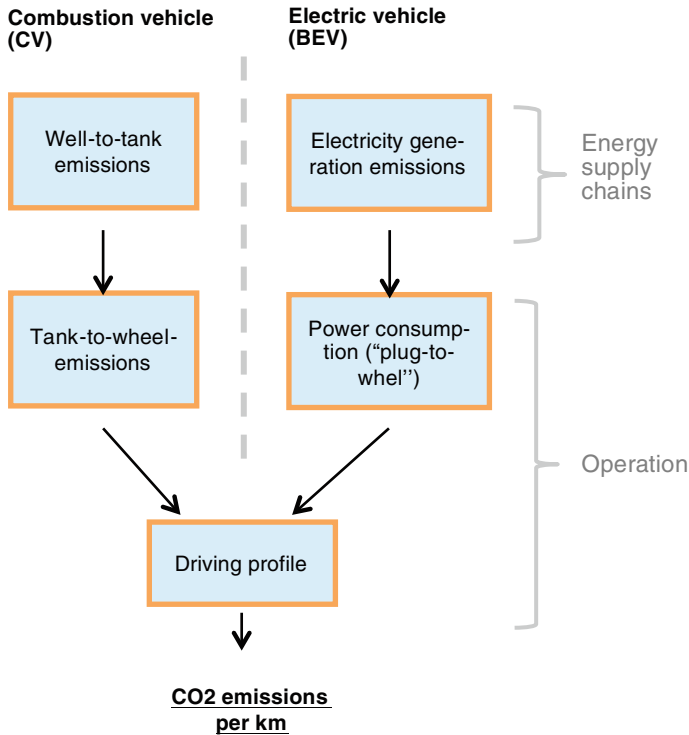 Combustion vehicle
(CV)
Electric vehicle
(BEV)
Well-to-tank
emissions
Electricity gene-
ration emissions
Energy
supply
chains
Tank-to-wheel-
emissions
Power consump-
tion (“plug-to-
whel’’)
Operation
Driving profile
CO2 emissions
per km